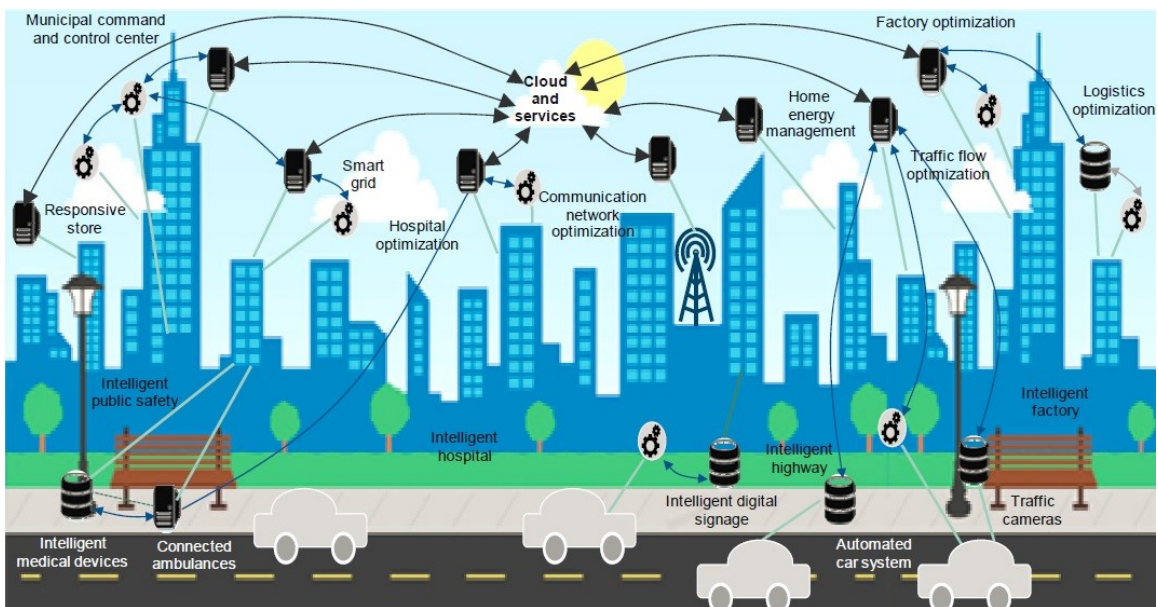 Municipal command
and control center
Factory optimization
Cloud and
services
Home
energy
management
Logistics
optimization
Smart
grid
Traffic flow
optimization
Responsive
store
Hospital
optimization
Communication
network
optimization
Intelligent
public safety
Intelligent
hospital
Intelligent
highway
Intelligent
factory
Intelligent digital
signage
Traffic
cameras
Intelligent
medical devices
Connected
ambulances
Automated
car system